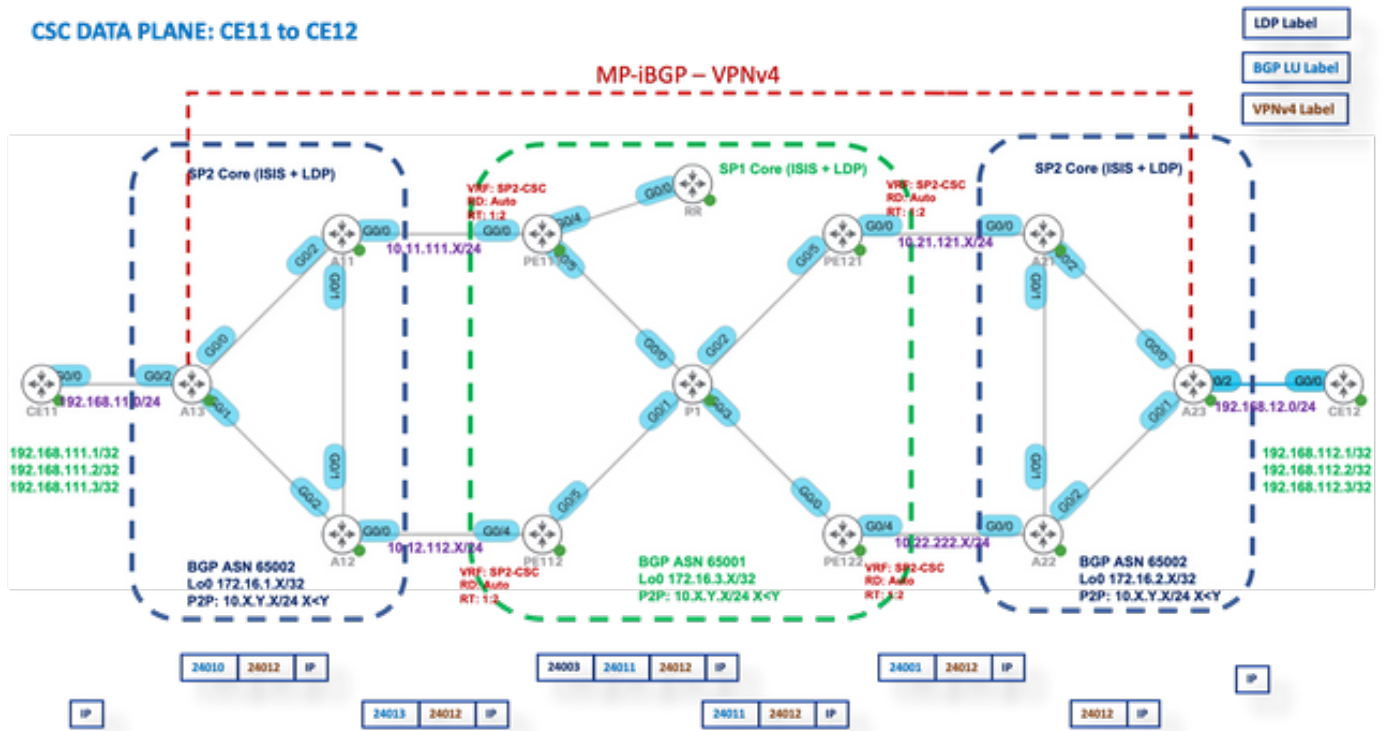 CSC DATA PLANE: CE11 to CE12
LDP Label
BGP LU Label
VPNv4 Label
MP-iBGP – VPNv4
SP2 Core (ISIS + LDP)
SP1 Core (ISIS + LDP)
SP2 Core (ISIS + LDP)
VRF: SP2-CSC
RD: Auto
RT: 1:2
VRF: SP2-CSC
RD: Auto
RT: 1:2
G0/0
RR
G0/0
G0/0
G0/4
G0/0
G0/0
A11
10.11.111.X/24
PE111
G0/5
PE121
10.21.121.X/24
A21
G0/2
G0/2
G0/5
G0/1
G0/1
G0/0
G0/0
G0/2
G0/0
G0/0
G0/2
G0/2
G0/0
CE11
192.168.11.0/24
A13
G0/1
G0/1
P1
G0/3
G0/1
A23
192.168.12.0/24
CE12
192.168.111.1/32
192.168.111.2/32
192.168.111.3/32
192.168.112.1/32
192.168.112.2/32
192.168.112.3/32
G0/1
G0/1
G0/2
G0/5
G0/0
G0/2
G0/0
G0/4
G0/4
G0/0
A12
10.12.112.X/24
PE112
PE122
10.22.222.X/24
A22
BGP ASN 65002
Lo0 172.16.1.X/32
P2P: 10.X.Y.X/24 X<Y
VRF: SP2-CSC
RD: Auto
RT: 1:2
BGP ASN 65001
Lo0 172.16.3.X/32
P2P: 10.X.Y.X/24 X<Y
VRF: SP2-CSC
RD: Auto
RT: 1:2
BGP ASN 65002
Lo0 172.16.2.X/32
P2P: 10.X.Y.X/24 X<Y
24010 24012 IP
24003 24011 24012 IP
24001 24012 IP
IP
IP
24013 24012 IP
24011 24012 IP
24012 IP